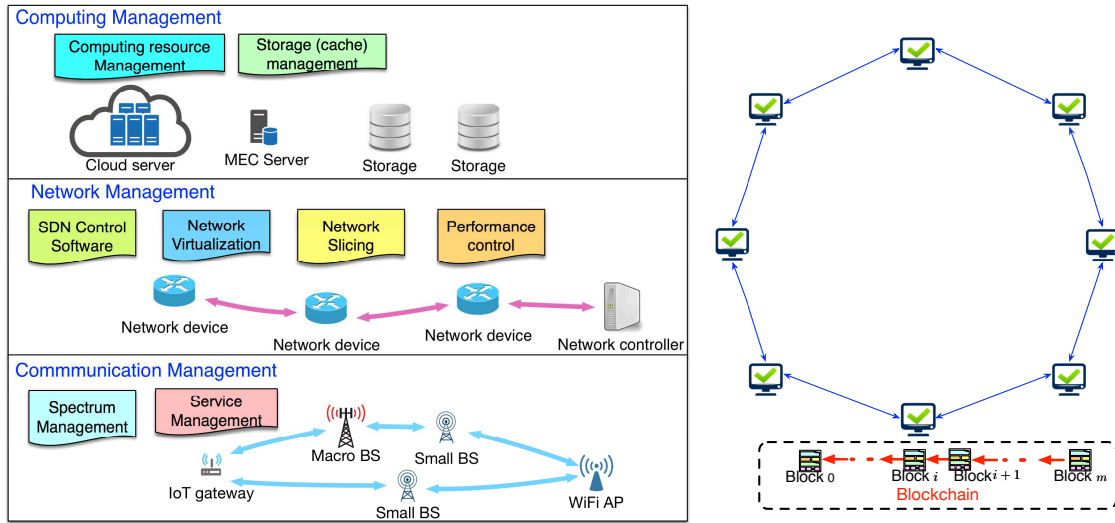 Computing Management
Computing resource
Management
Storage (cache)
management
Cloud server
MEC Server
Storage
Storage
Network Management
SDN Control
Software
Network
Virtualization
Network
Slicing
Performance
control
Network device
Network device
Network device
Network controller
Commmunication Management
Spectrum
Management
Service
Management
Macro BS
Small BS
IoT gateway
Small BS
WiFi AP
Block 0
Block i
Block i + 1
Block m
Blockchain